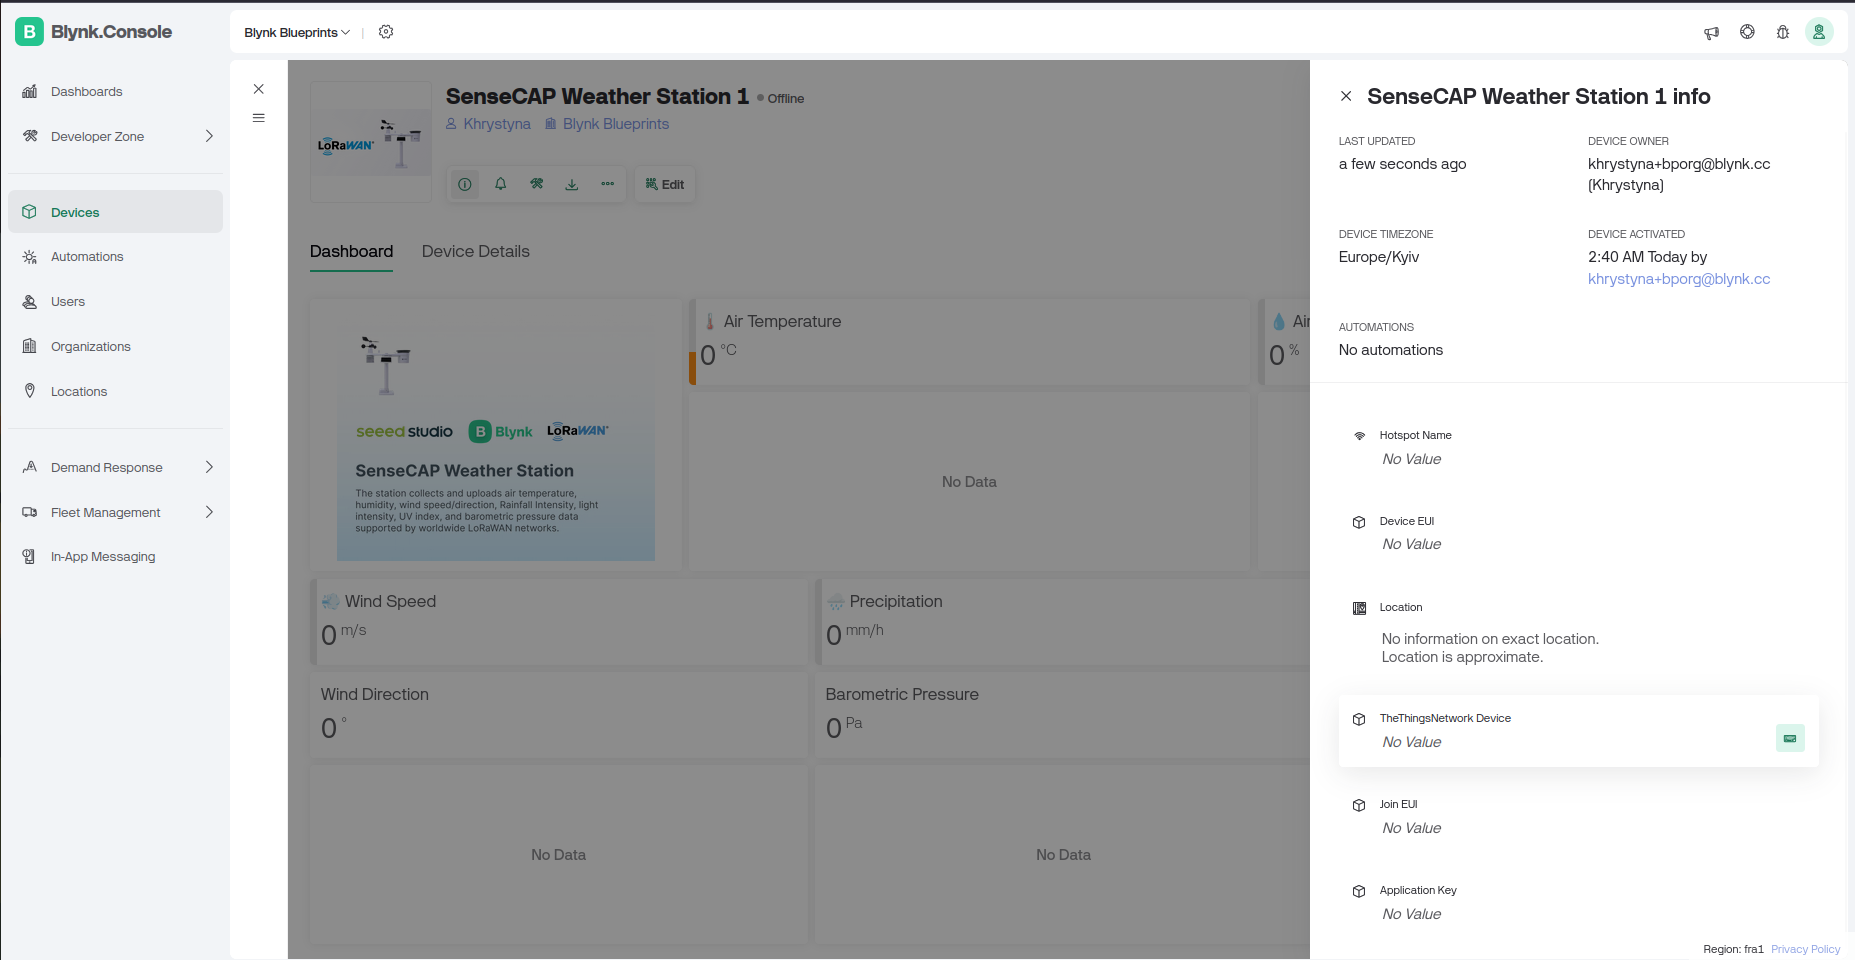 B Blynk.Console
Dashboards
Developer Zone
Devices
Automations
Users
Organizations
Locations
Demand Response
Fleet Management
In-App Messaging
Blynk Blueprints
SenseCAP Weather Station 1 Offline
Khrystyna Blynk Blueprints
LoRaWAN
Edit
Dashboard Device Details
seeed studio B Blynk LoRaWAN
SenseCAP Weather Station
The station collects and uploads air temperature,
humidity, wind speed/direction, Rainfall Intensity, light
intensity, UV index, and barometric pressure data
supported by worldwide LoRaWAN networks.
Air Temperature
0 °C
Air
0 %
No Data
Wind Speed
0 m/s
Precipitation
0 mm/h
Wind Direction
0 °
Barometric Pressure
0 Pa
No Data
No Data
SenseCAP Weather Station 1 info
LAST UPDATED
a few seconds ago
DEVICE OWNER
khrystyna+bporg@blynk.cc
(Khrystyna)
DEVICE TIMEZONE
Europe/Kyiv
DEVICE ACTIVATED
2:40 AM Today by
khrystyna+bporg@blynk.cc
AUTOMATIONS
No automations
Hotspot Name
No Value
Device EUI
No Value
Location
No information on exact location.
Location is approximate.
TheThingsNetwork Device
No Value
Join EUI
No Value
Application Key
No Value
Region: fra1 Privacy Policy